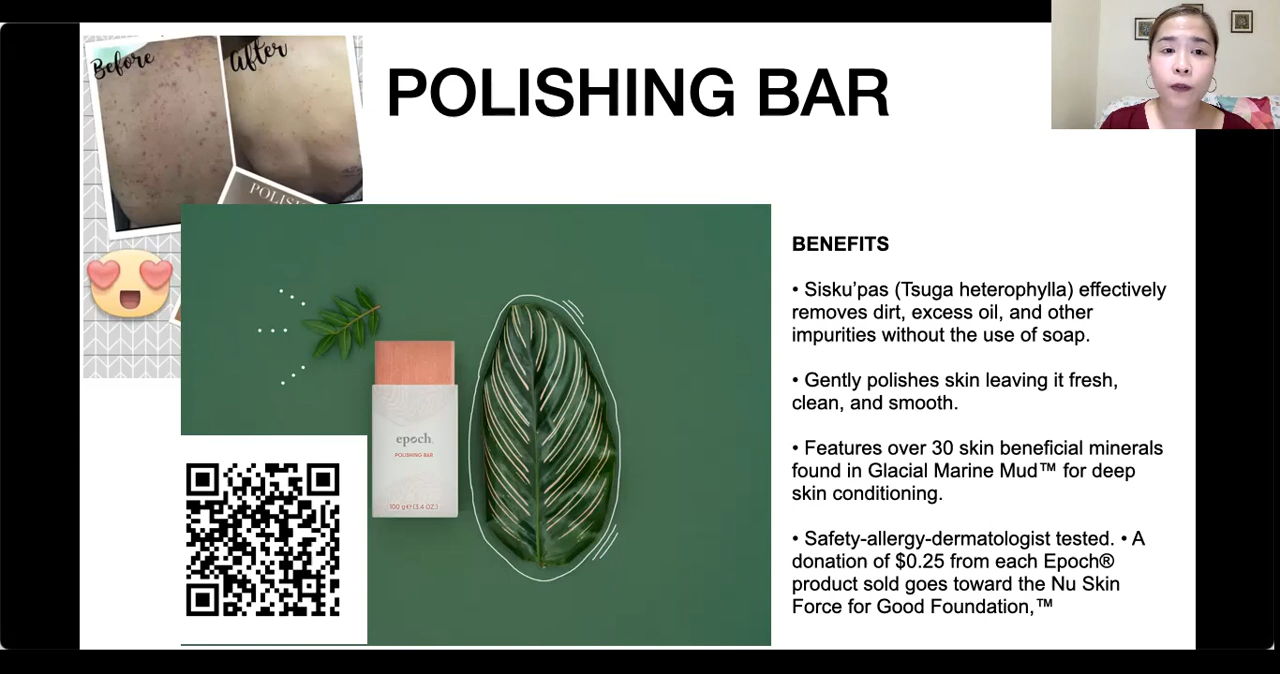 Before
After
POLISHING BAR
BENEFITS
• Sisku’pas (Tsuga heterophylla) effectively
removes dirt, excess oil, and other
impurities without the use of soap.
• Gently polishes skin leaving it fresh,
clean, and smooth.
• Features over 30 skin beneficial minerals
found in Glacial Marine Mud™ for deep
skin conditioning.
• Safety-allergy-dermatologist tested. • A
donation of $0.25 from each Epoch®
product sold goes toward the Nu Skin
Force for Good Foundation,™
epoch.
POLISHING BAR
100 g℮(3.4 OZ.)